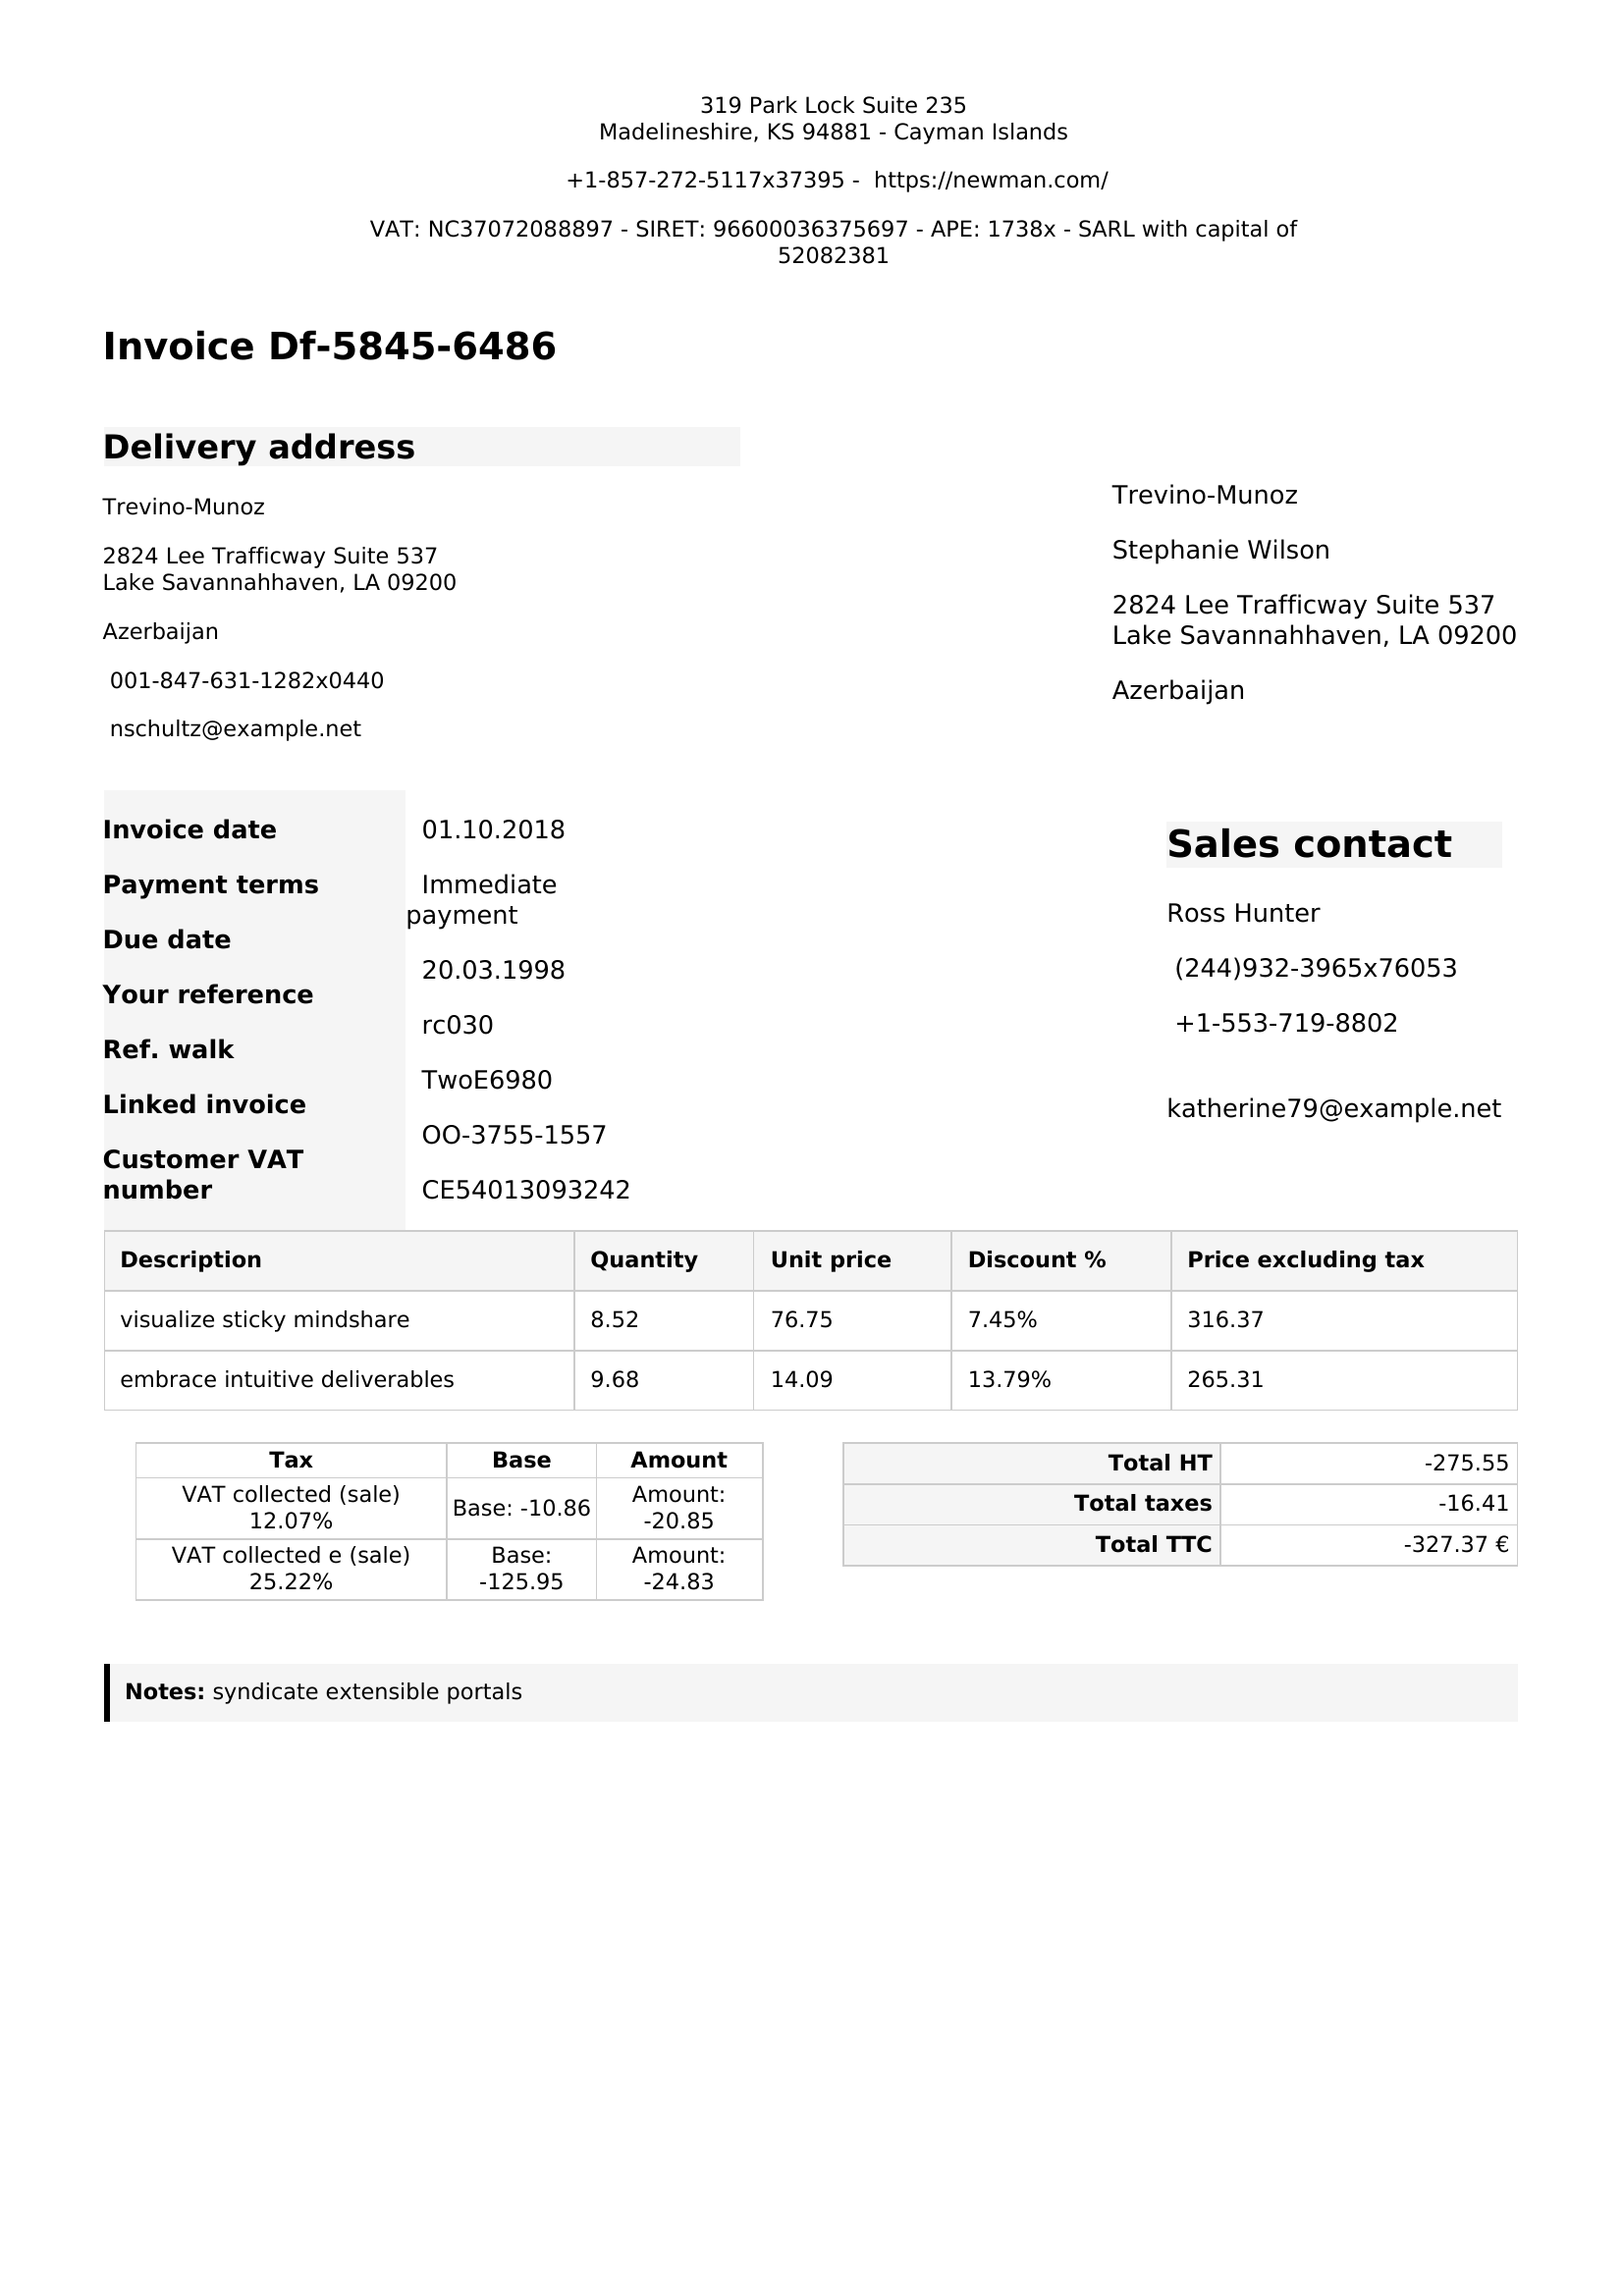 319 Park Lock Suite 235
Madelineshire, KS 94881 - Cayman Islands
+1-857-272-5117x37395 - https://newman.com/
VAT: NC37072088897 - SIRET: 96600036375697 - APE: 1738x - SARL with capital of
52082381
Invoice Df-5845-6486
Delivery address
Trevino-Munoz
2824 Lee Trafficway Suite 537
Lake Savannahhaven, LA 09200
Azerbaijan
001-847-631-1282x0440
nschultz@example.net
Trevino-Munoz
Stephanie Wilson
2824 Lee Trafficway Suite 537
Lake Savannahhaven, LA 09200
Azerbaijan
Invoice date
Payment terms
Due date
Your reference
Ref. walk
Linked invoice
Customer VAT
number
01.10.2018
Immediate
payment
20.03.1998
rc030
TwoE6980
OO-3755-1557
CE54013093242
Sales contact
Ross Hunter
(244)932-3965x76053
+1-553-719-8802
katherine79@example.net
Description Quantity Unit price Discount % Price excluding tax
visualize sticky mindshare 8.52 76.75 7.45% 316.37
embrace intuitive deliverables 9.68 14.09 13.79% 265.31
Tax Base Amount
VAT collected (sale)
12.07%
Base: -10.86
Amount:
-20.85
VAT collected e (sale)
25.22%
Base:
-125.95
Amount:
-24.83
Total HT -275.55
Total taxes -16.41
Total TTC -327.37 €
Notes: syndicate extensible portals